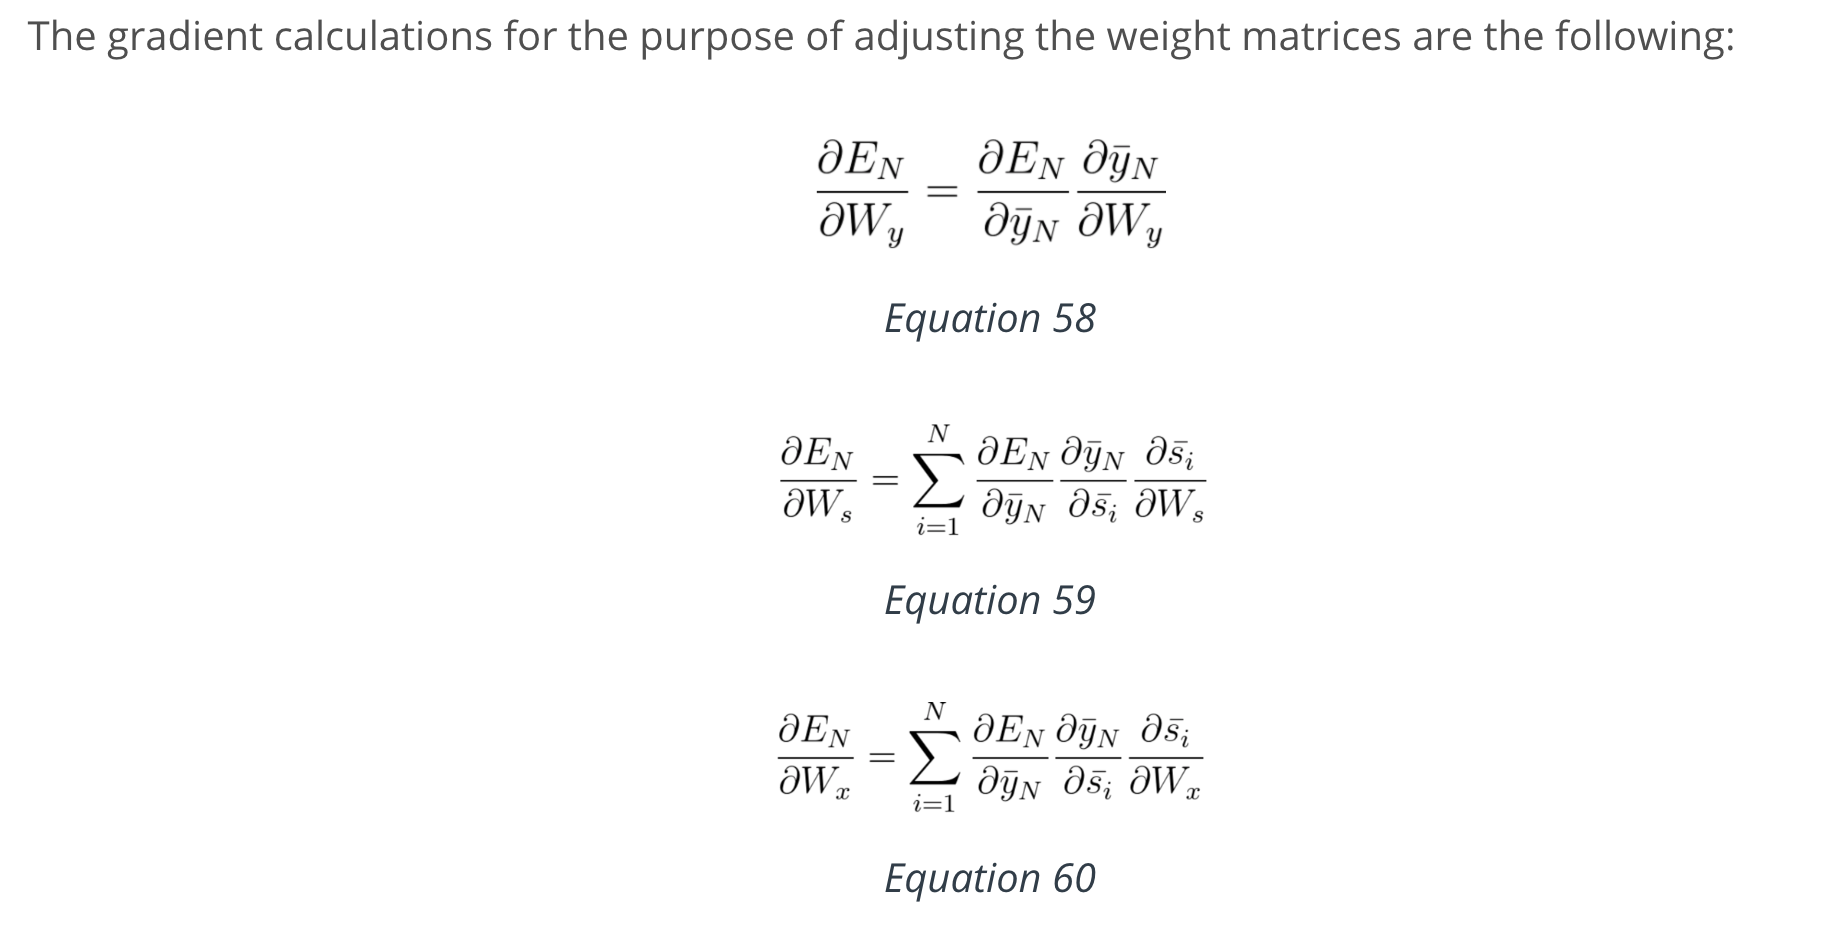 The gradient calculations for the purpose of adjusting the weight matrices are the following:
∂E_N/∂W_y = ∂E_N/∂ȳ_N ∂ȳ_N/∂W_y
Equation 58
∂E_N/∂W_s = ∑_{i=1}^{N} ∂E_N/∂ȳ_N ∂ȳ_N/∂s̄_i ∂s̄_i/∂W_s
Equation 59
∂E_N/∂W_x = ∑_{i=1}^{N} ∂E_N/∂ȳ_N ∂ȳ_N/∂s̄_i ∂s̄_i/∂W_x
Equation 60